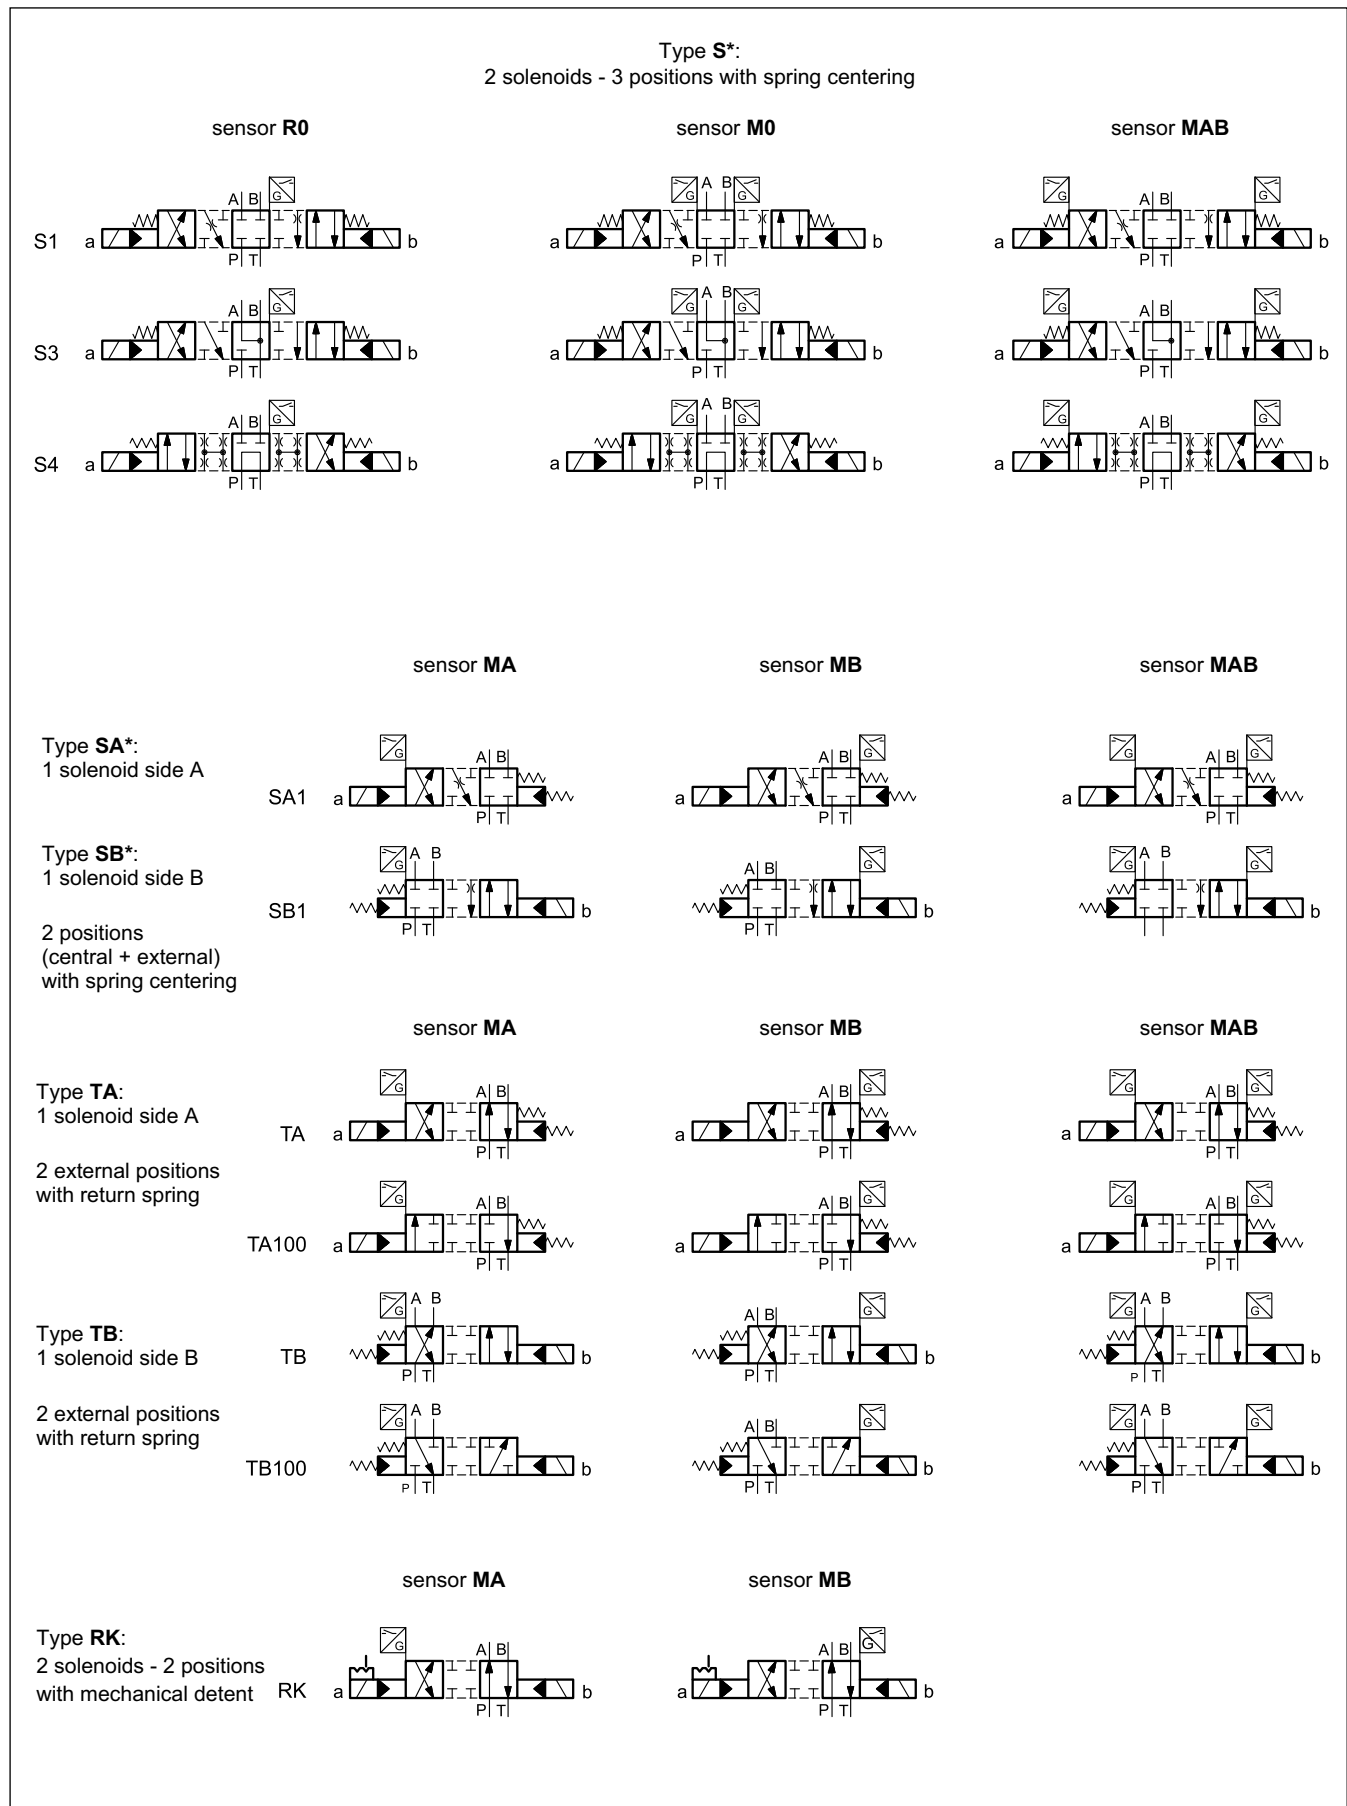 Type S*:
2 solenoids - 3 positions with spring centering
sensor R0 sensor M0 sensor MAB
A B G G A B G G A B G
S1 a b a b a b
P T P T P T
A B G G A B G G A B G
S3 a b a b a b
P T P T P T
A B G G A B G G A B G
S4 a b a b a b
P T P T P T
sensor MA sensor MB sensor MAB
Type SA*:
1 solenoid side A
G A B A B G G A B G
SA1 a a a
P T P T P T
Type SB*:
1 solenoid side B
G A B A B G G A B G
SB1 b b b
P T P T
2 positions
(central + external)
with spring centering
sensor MA sensor MB sensor MAB
Type TA:
1 solenoid side A
G A B A B G G A B G
TA a a a
P T P T P T
2 external positions
with return spring
G A B A B G G A B G
TA100 a a a
P T P T P T
Type TB:
1 solenoid side B
G A B A B G G A B G
TB b b b
P T P T P T
2 external positions
with return spring
G A B A B G G A B G
TB100 b b b
P T P T P T
sensor MA sensor MB
Type RK:
2 solenoids - 2 positions
with mechanical detent
G A B A B G
RK a b a b
P T P T